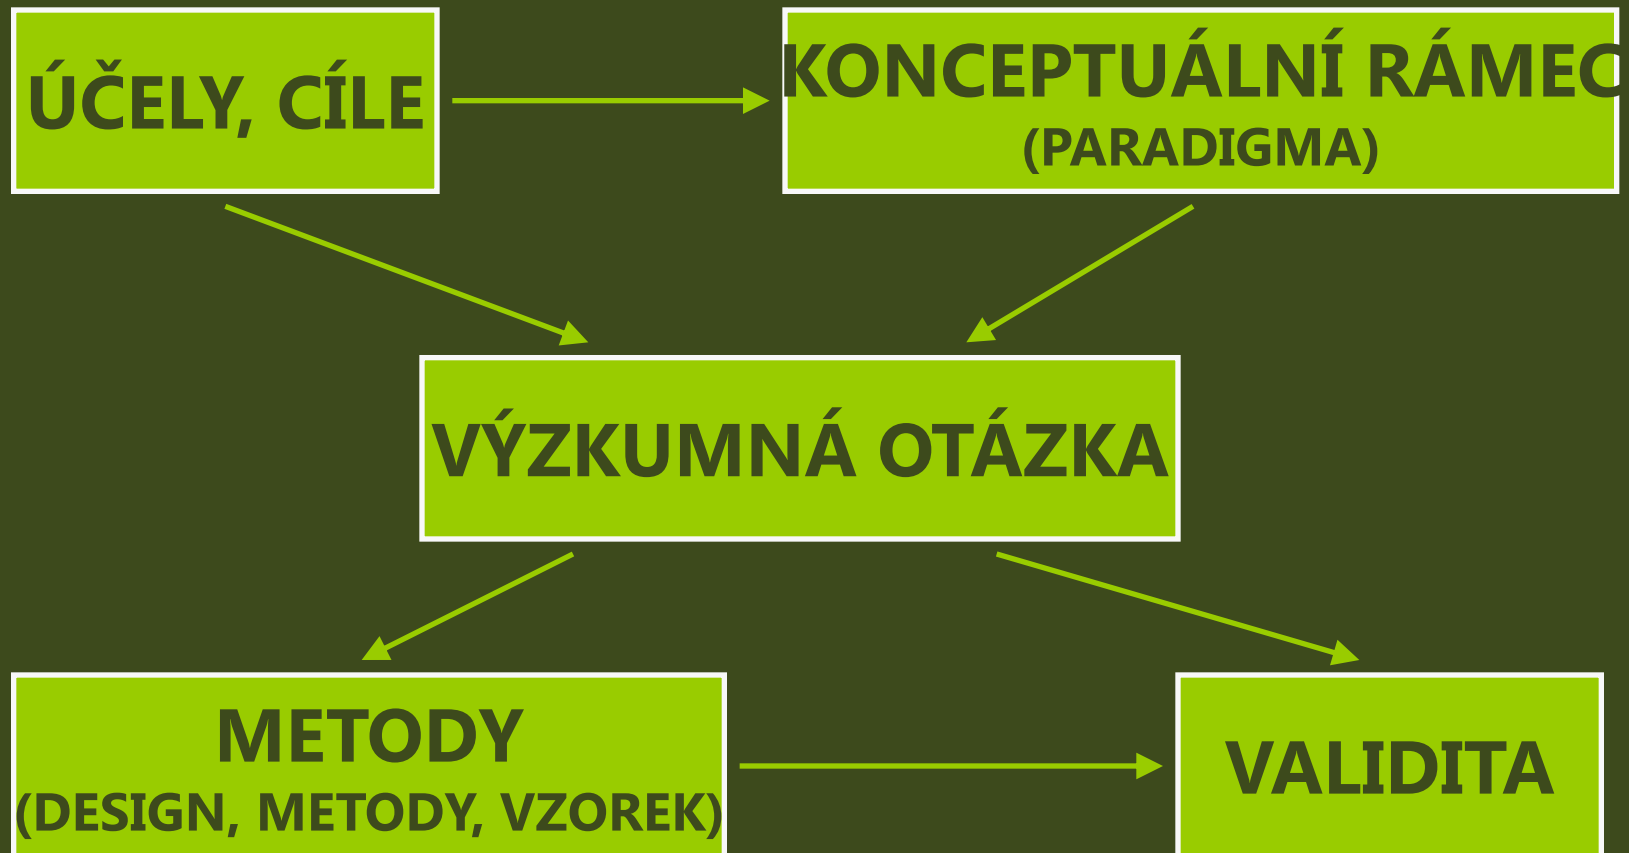 ÚČELY, CÍLE
KONCEPTUÁLNÍ RÁMEC
(PARADIGMA)
VÝZKUMNÁ OTÁZKA
METODY
(DESIGN, METODY, VZOREK)
VALIDITA